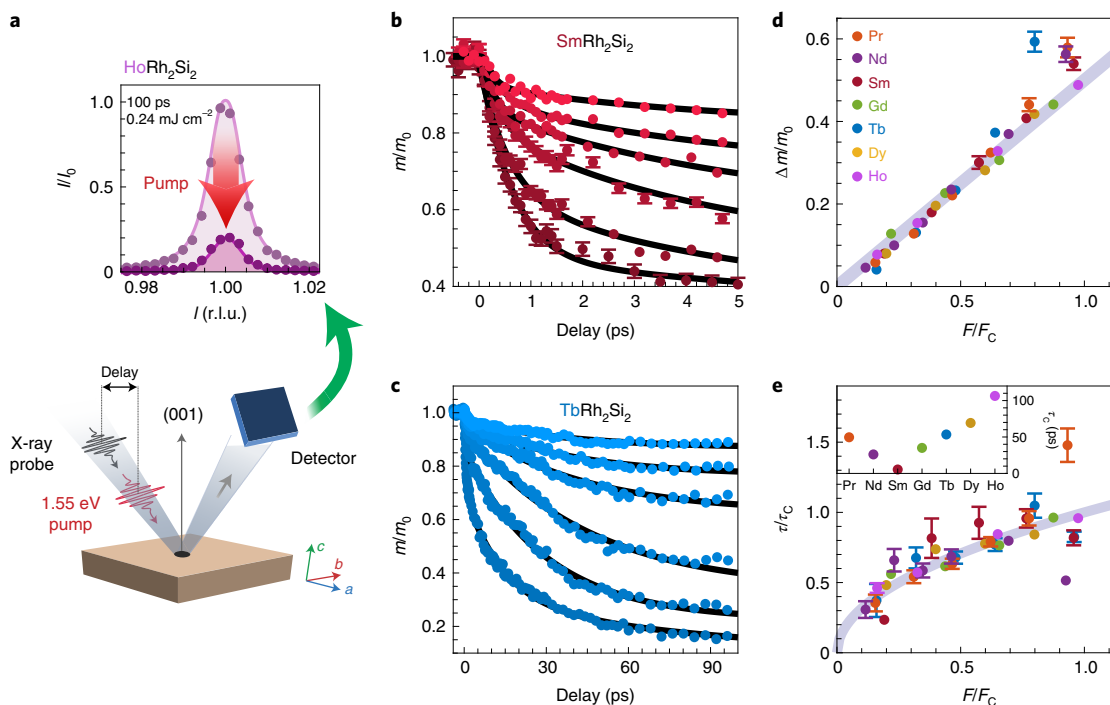 a
HoRh2Si2
100 ps
0.24 mJ cm−2
Pump
I/I0
1.0
0.5
0
0.98
1.00
1.02
l (r.l.u.)
Delay
(001)
X-ray
probe
1.55 eV
pump
Detector
c
b
a
b
SmRh2Si2
m/m0
1.0
0.8
0.6
0.4
0
1
2
3
4
5
Delay (ps)
c
TbRh2Si2
m/m0
1.0
0.8
0.6
0.4
0.2
0
30
60
90
Delay (ps)
d
Pr
Nd
Sm
Gd
Tb
Dy
Ho
Δm/m0
0.6
0.4
0.2
0
0
0.5
1.0
F/FC
e
τC (ps)
100
50
0
Pr
Nd
Sm
Gd
Tb
Dy
Ho
τ/τC
1.5
1.0
0.5
0
0
0.5
1.0
F/FC